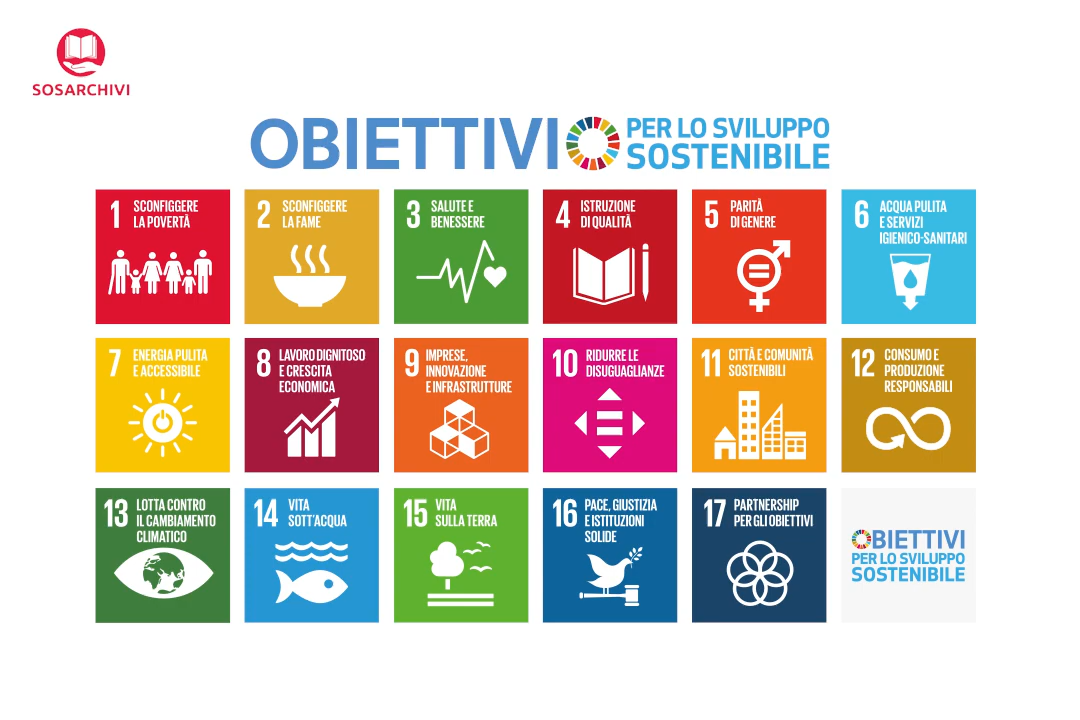 SOSARCHIVI
OBIETTIVI
PER LO SVILUPPO
SOSTENIBILE
1 SCONFIGGERE
LA POVERTÀ
2 SCONFIGGERE
LA FAME
3 SALUTE E
BENESSERE
4 ISTRUZIONE
DI QUALITÀ
5 PARITÀ
DI GENERE
6 ACQUA PULITA
E SERVIZI
IGIENICO-SANITARI
7 ENERGIA PULITA
E ACCESSIBILE
8 LAVORO DIGNITOSO
E CRESCITA
ECONOMICA
9 IMPRESE,
INNOVAZIONE
E INFRASTRUTTURE
10 RIDURRE LE
DISUGUAGLIANZE
11 CITTÀ E COMUNITÀ
SOSTENIBILI
12 CONSUMO E
PRODUZIONE
RESPONSABILI
13 LOTTA CONTRO
IL CAMBIAMENTO
CLIMATICO
14 VITA
SOTT'ACQUA
15 VITA
SULLA TERRA
16 PACE, GIUSTIZIA
E ISTITUZIONI
SOLIDE
17 PARTNERSHIP
PER GLI OBIETTIVI
OBIETTIVI
PER LO SVILUPPO
SOSTENIBILE